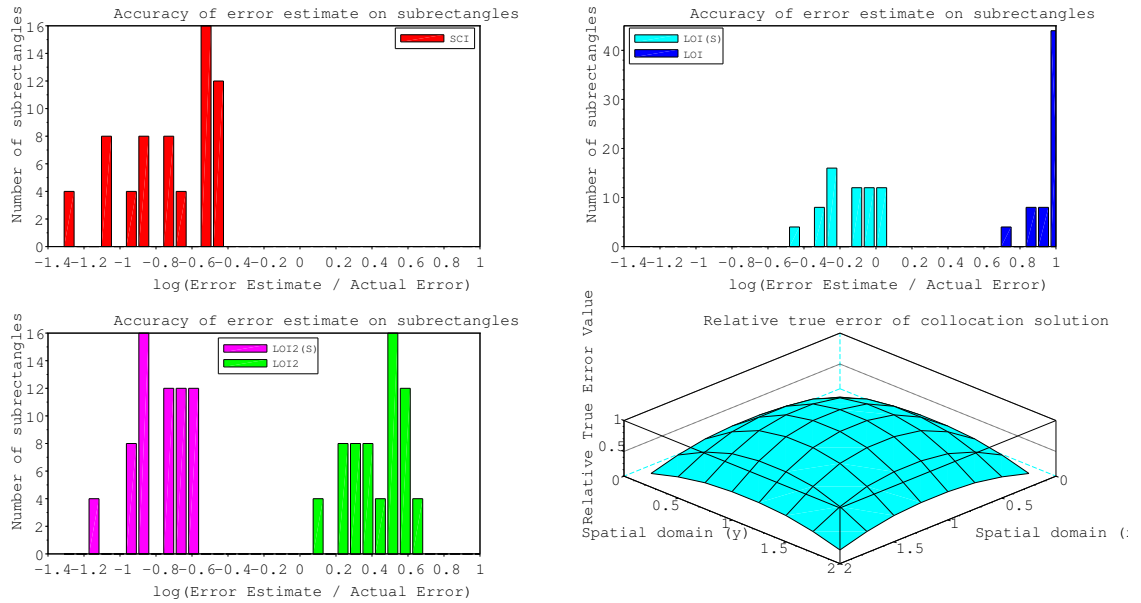 Accuracy of error estimate on subrectangles
Number of subrectangles
16
14
12
10
8
6
4
2
0
SCI
−1.4 −1.2 −1 −0.8 −0.6 −0.4 −0.2 0 0.2 0.4 0.6 0.8 1
log(Error Estimate / Actual Error)
Accuracy of error estimate on subrectangles
Number of subrectangles
40
30
20
10
0
LOI(S)
LOI
−1.4 −1.2 −1 −0.8 −0.6 −0.4 −0.2 0 0.2 0.4 0.6 0.8 1
log(Error Estimate / Actual Error)
Accuracy of error estimate on subrectangles
Number of subrectangles
16
14
12
10
8
6
4
2
0
LOI2(S)
LOI2
−1.4 −1.2 −1 −0.8 −0.6 −0.4 −0.2 0 0.2 0.4 0.6 0.8 1
log(Error Estimate / Actual Error)
Relative true error of collocation solution
Relative True Error Value
1
0.5
0
0.5
1
1.5
2
Spatial domain (y)
0
0.5
1
1.5
2
Spatial domain (